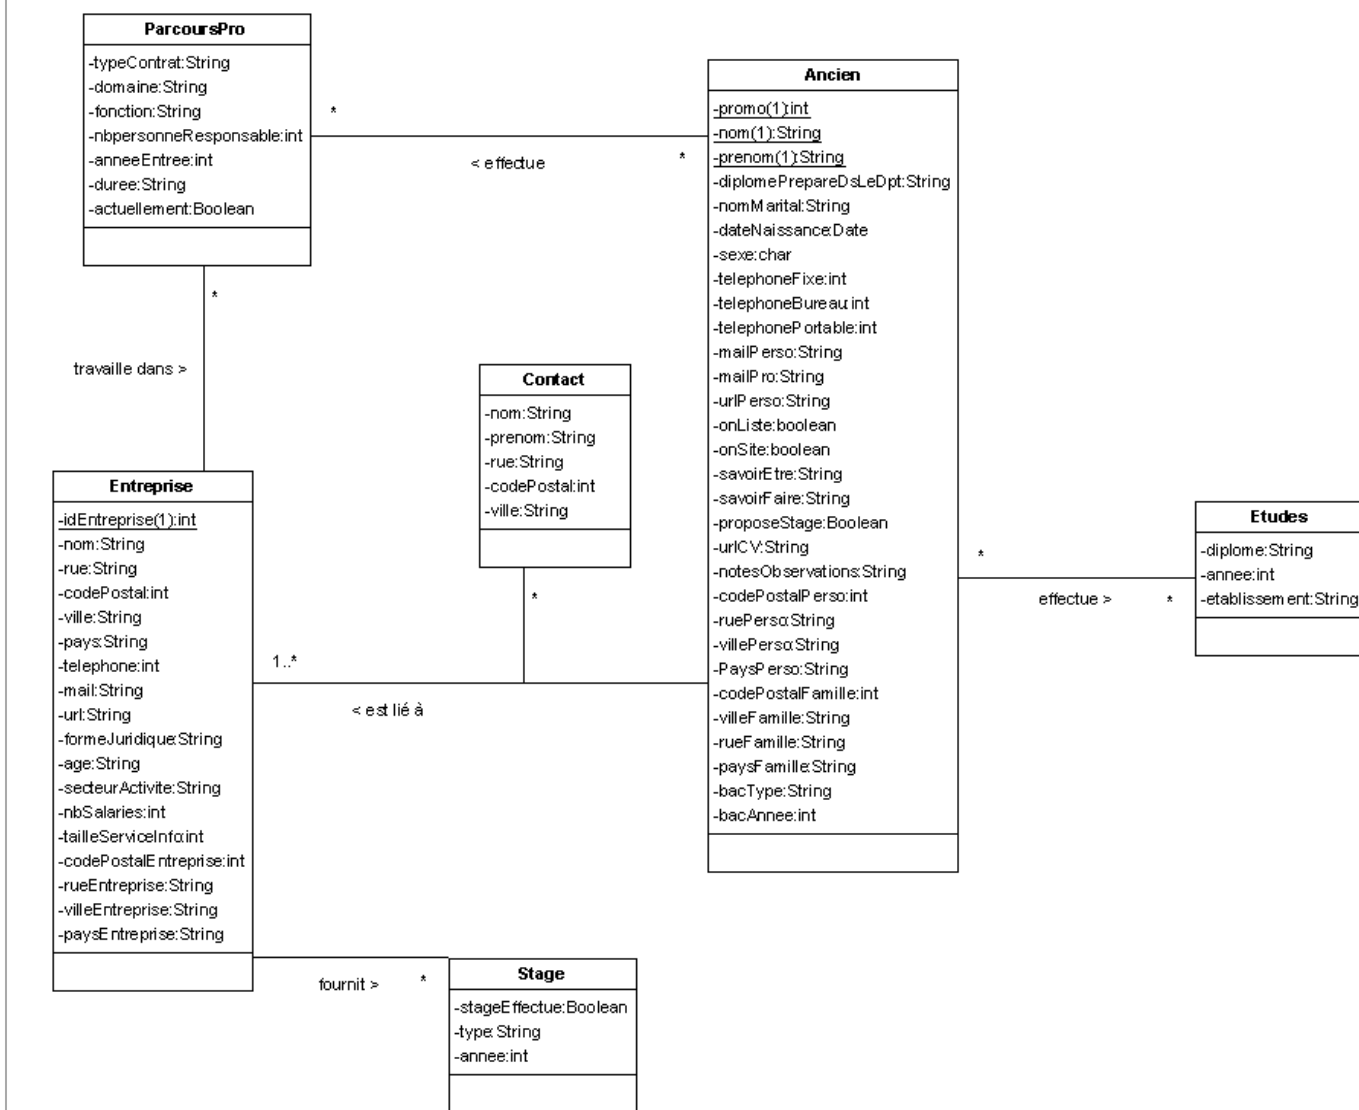 ParcoursPro
-typeContrat:String
-domaine:String
-fonction:String
-nbpersonneResponsable:int
-anneeEntree:int
-duree:String
-actuellement:Boolean
*
< effectue
*
Ancien
-promo(1):int
-nom(1):String
-prenom(1):String
-diplomePrepareDsLeDpt:String
-nomMarital:String
-dateNaissance:Date
-sexe:char
-telephoneFixe:int
-telephoneBureau:int
-telephonePortable:int
-mailPerso:String
-mailPro:String
-urlPerso:String
-onListe:boolean
-onSite:boolean
-savoirEtre:String
-savoirFaire:String
-proposeStage:Boolean
-urlCV:String
-notesObservations:String
-codePostalPerso:int
-ruePerso:String
-villePerso:String
-PaysPerso:String
-codePostalFamille:int
-villeFamille:String
-rueFamille:String
-paysFamille:String
-bacType:String
-bacAnnee:int
*
travaille dans >
Contact
-nom:String
-prenom:String
-rue:String
-codePostal:int
-ville:String
*
Entreprise
-idEntreprise(1):int
-nom:String
-rue:String
-codePostal:int
-ville:String
-pays:String
-telephone:int
-mail:String
-url:String
-formeJuridique:String
-age:String
-secteurActivite:String
-nbSalaries:int
-tailleServiceInfo:int
-codePostalEntreprise:int
-rueEntreprise:String
-villeEntreprise:String
-paysEntreprise:String
1..*
< est lié à
*
effectue >
*
Etudes
-diplome:String
-annee:int
-etablissement:String
fournit >
*
Stage
-stageEffectue:Boolean
-type:String
-annee:int